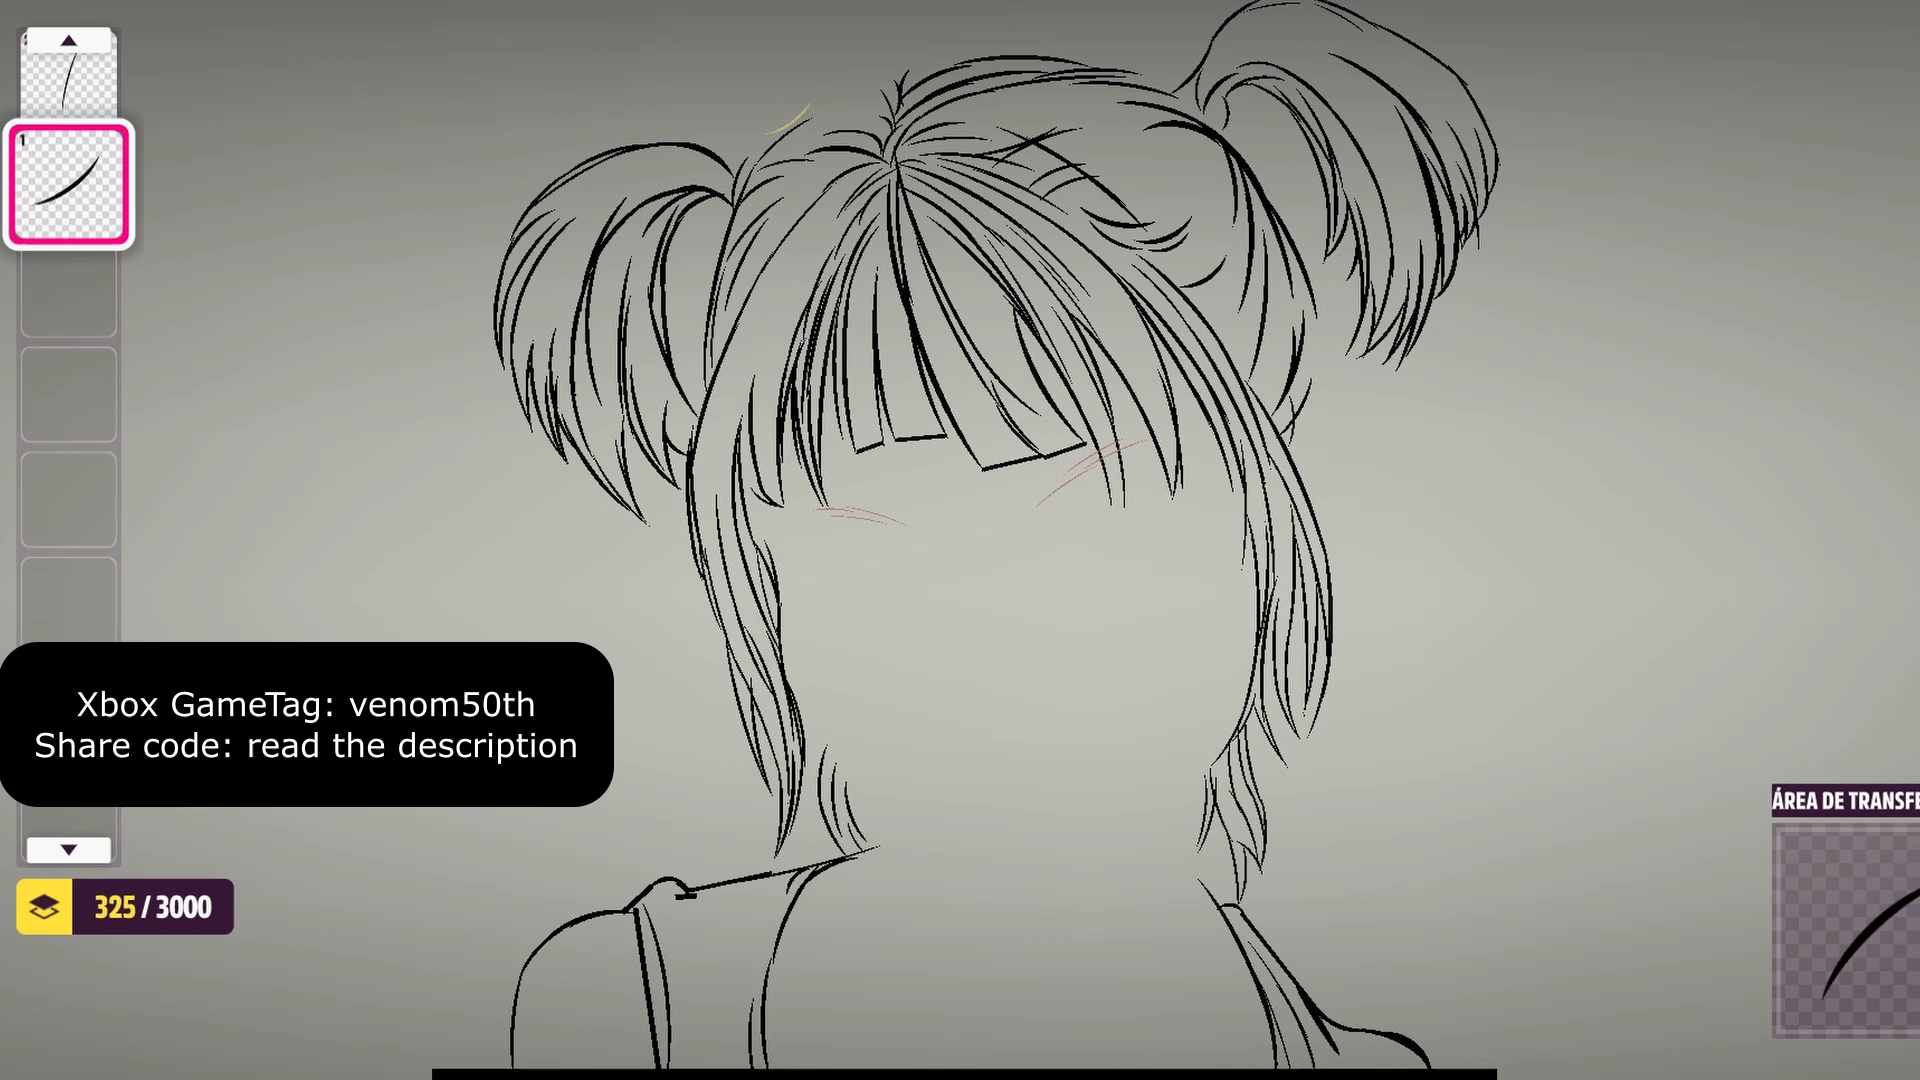 1
Xbox GameTag: venom50th
Share code: read the description
325 / 3000
ÁREA DE TRANSFE